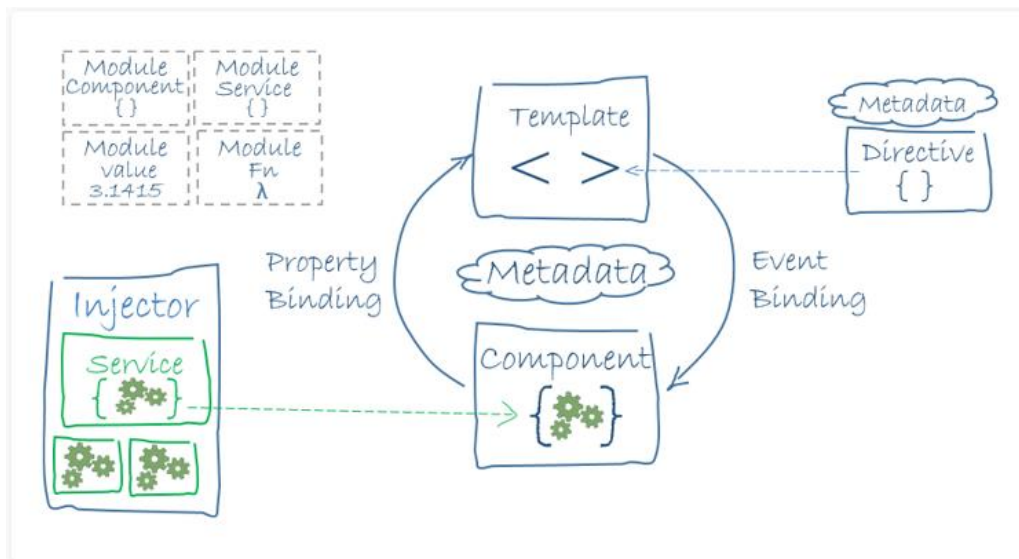 Module
Component
{ }
Module
Service
{ }
Module
value
3.1415
Module
Fn
λ
Template
< >
Metadata
Directive
{ }
Property
Binding
Metadata
Event
Binding
Injector
Service
{ }
Component
{ }